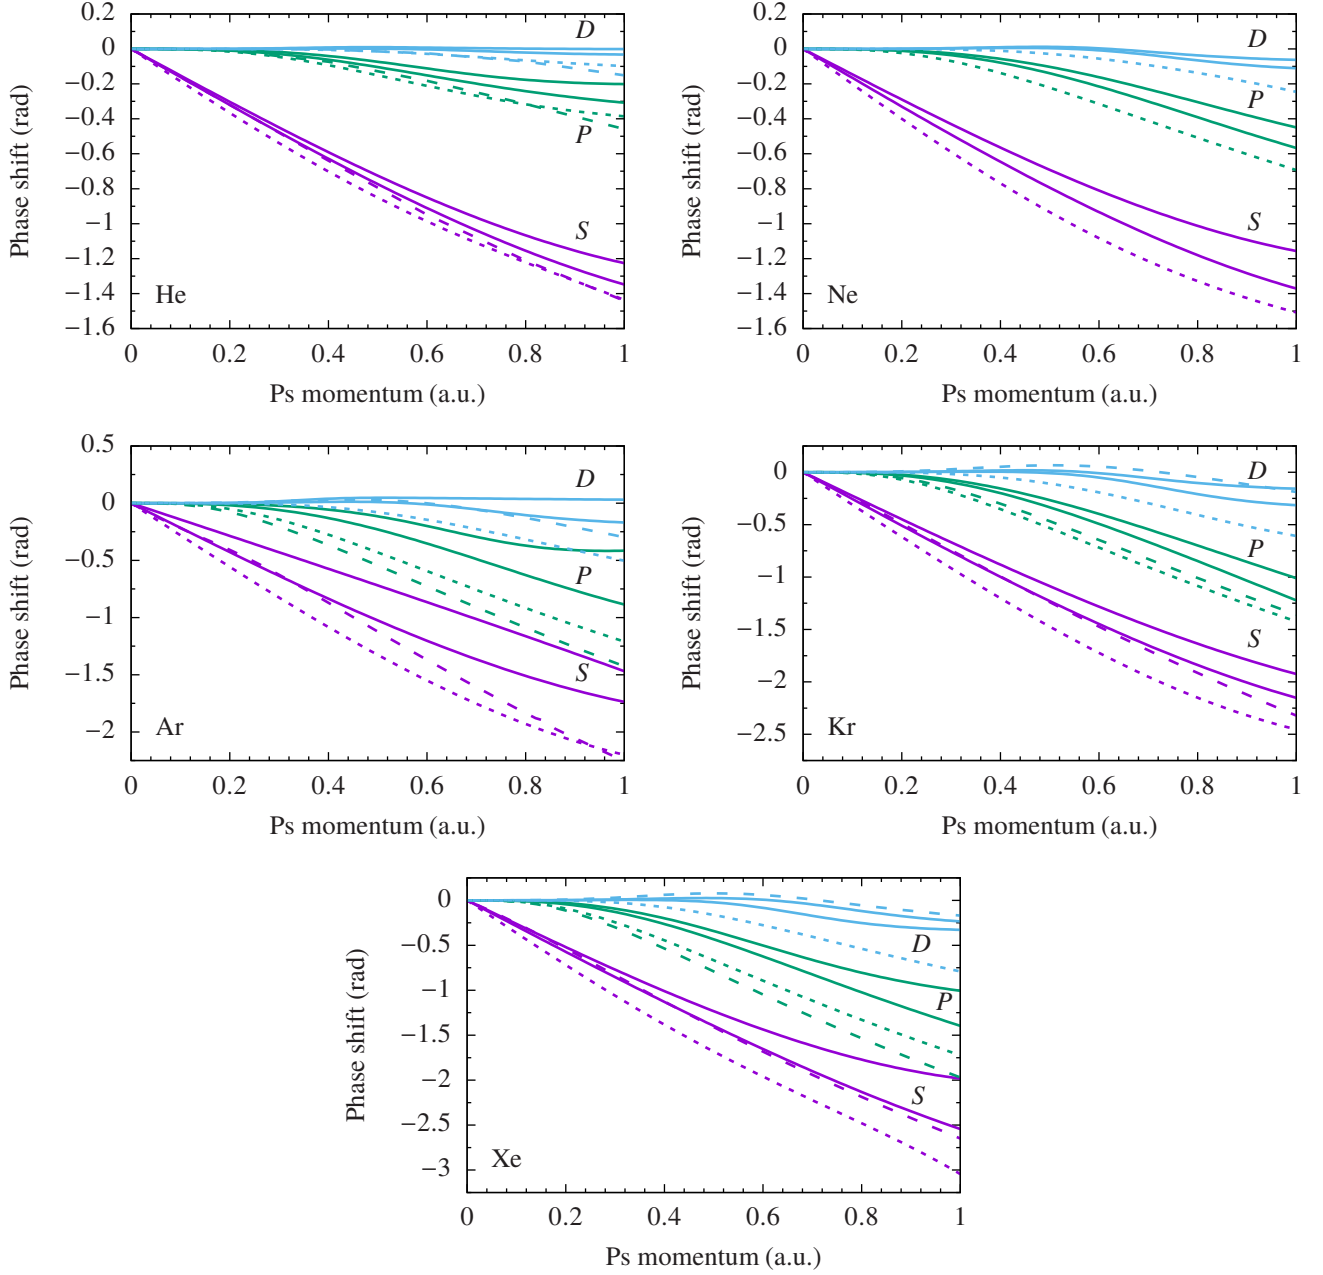 0.2
0
−0.2
−0.4
−0.6
−0.8
−1
−1.2
−1.4
−1.6
Phase shift (rad)
D
P
S
He
0 0.2 0.4 0.6 0.8 1
Ps momentum (a.u.)
0.2
0
−0.2
−0.4
−0.6
−0.8
−1
−1.2
−1.4
−1.6
Phase shift (rad)
D
P
S
Ne
0 0.2 0.4 0.6 0.8 1
Ps momentum (a.u.)
0.5
0
−0.5
−1
−1.5
−2
Phase shift (rad)
D
P
S
Ar
0 0.2 0.4 0.6 0.8 1
Ps momentum (a.u.)
0
−0.5
−1
−1.5
−2
−2.5
Phase shift (rad)
D
P
S
Kr
0 0.2 0.4 0.6 0.8 1
Ps momentum (a.u.)
0
−0.5
−1
−1.5
−2
−2.5
−3
Phase shift (rad)
D
P
S
Xe
0 0.2 0.4 0.6 0.8 1
Ps momentum (a.u.)